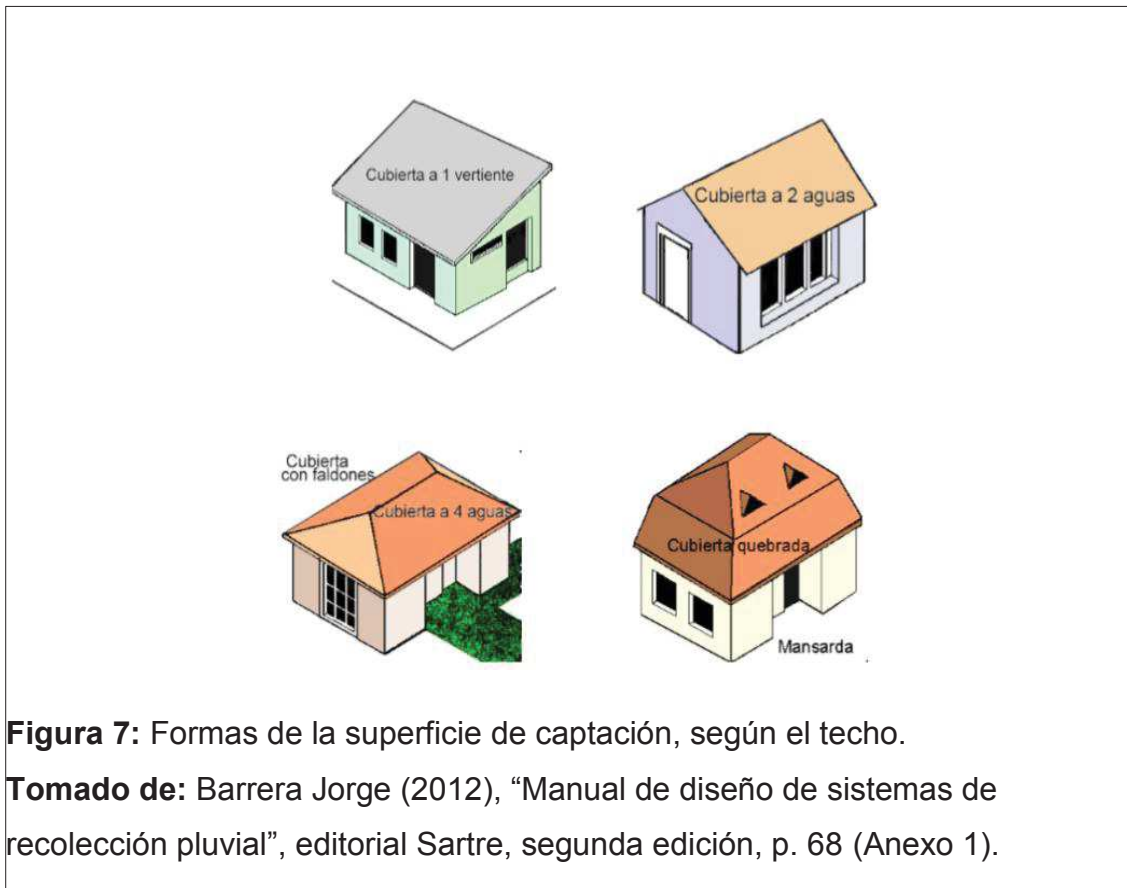 Cubierta a 1 vertiente
Cubierta a 2 aguas
Cubierta
con faldones
Cubierta a 4 aguas
Cubierta quebrada
Mansarda
Figura 7: Formas de la superficie de captación, según el techo.
Tomado de: Barrera Jorge (2012), “Manual de diseño de sistemas de
recolección pluvial”, editorial Sartre, segunda edición, p. 68 (Anexo 1).